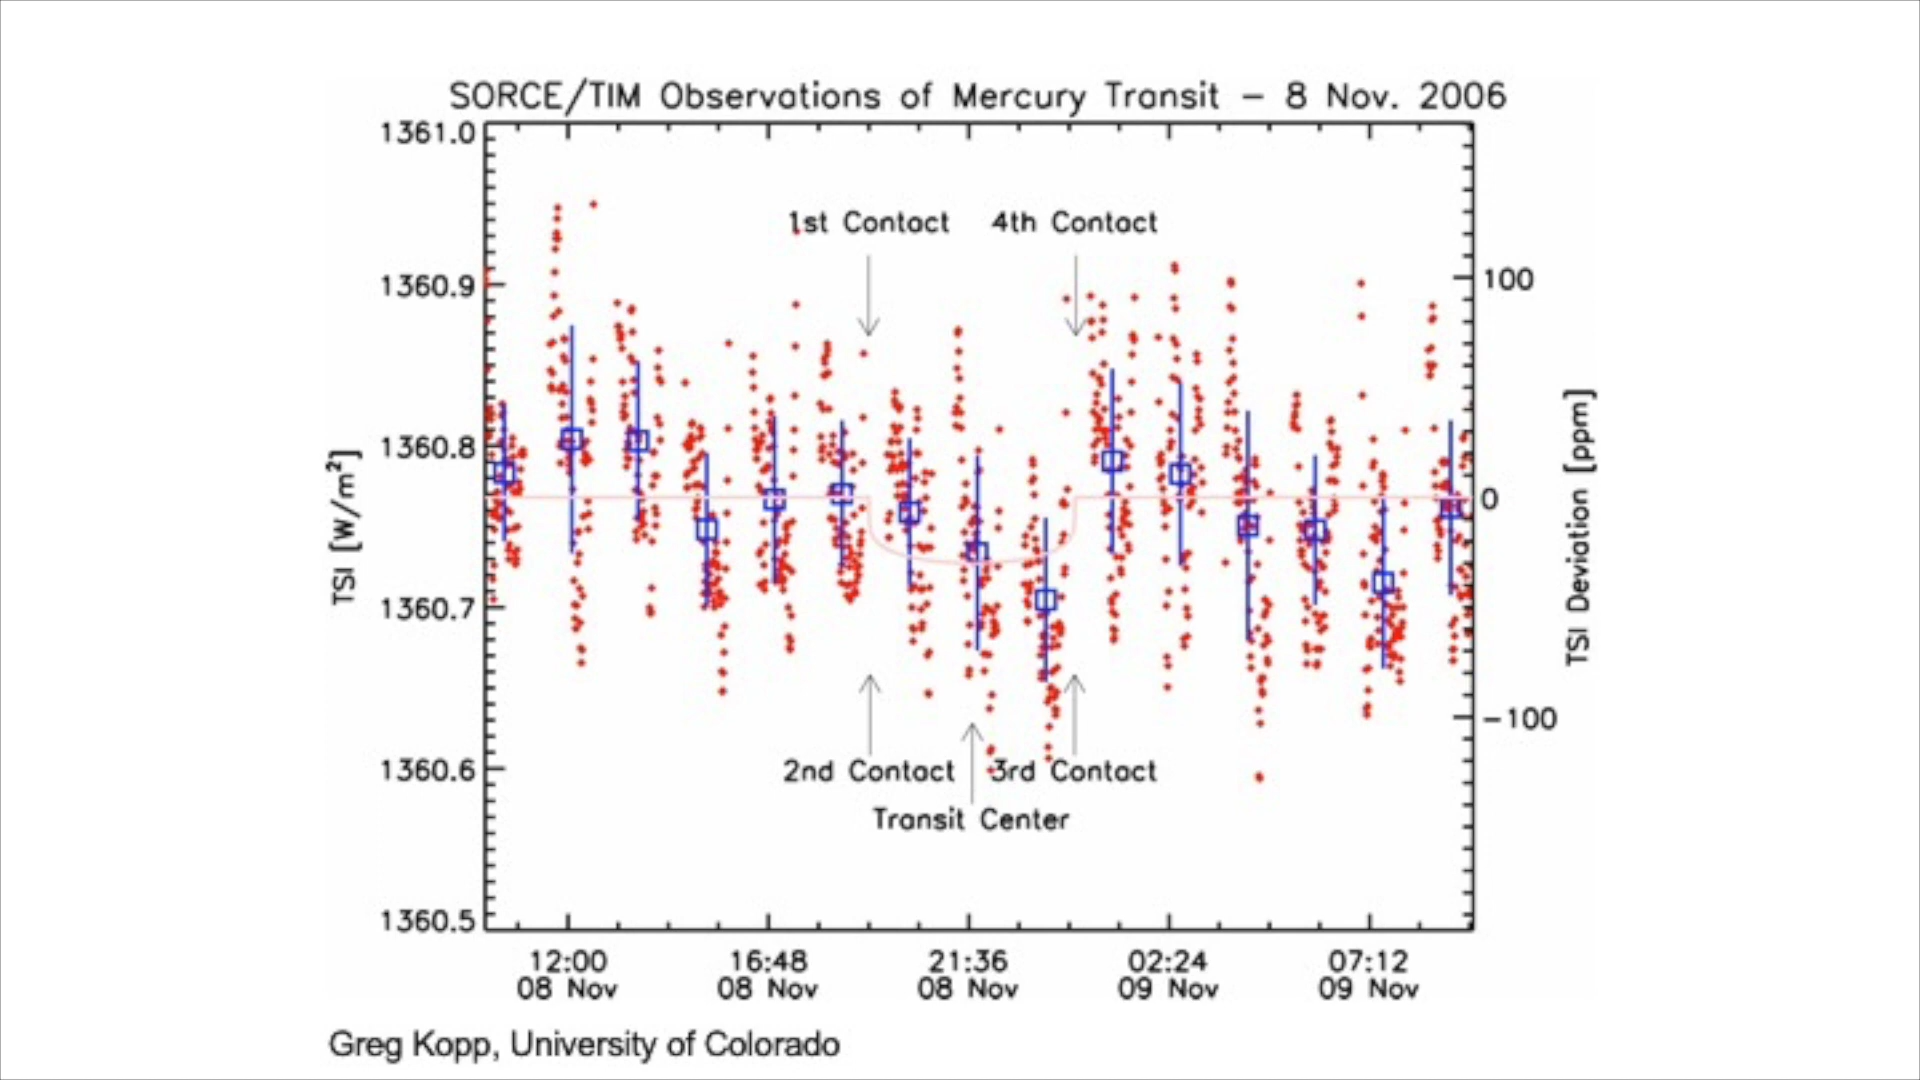 SORCE/TIM Observations of Mercury Transit – 8 Nov. 2006
1361.0
1360.9
1360.8
1360.7
1360.6
1360.5
TSI [W/m²]
1st Contact
4th Contact
2nd Contact
3rd Contact
Transit Center
100
0
-100
TSI Deviation [ppm]
12:00
08 Nov
16:48
08 Nov
21:36
08 Nov
02:24
09 Nov
07:12
09 Nov
Greg Kopp, University of Colorado